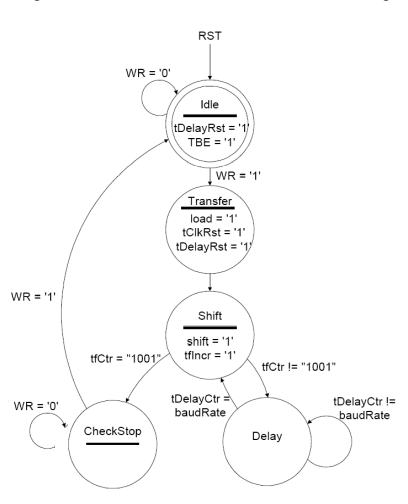 RST
WR = '0'
Idle
tDelayRst = '1'
TBE = '1'
WR = '1'
Transfer
load = '1'
tClkRst = '1'
tDelayRst = '1'
WR = '1'
Shift
shift = '1'
tfIncr = '1'
tfCtr = "1001"
tfCtr != "1001"
tDelayCtr =
baudRate
tDelayCtr !=
baudRate
WR = '0'
CheckStop
Delay